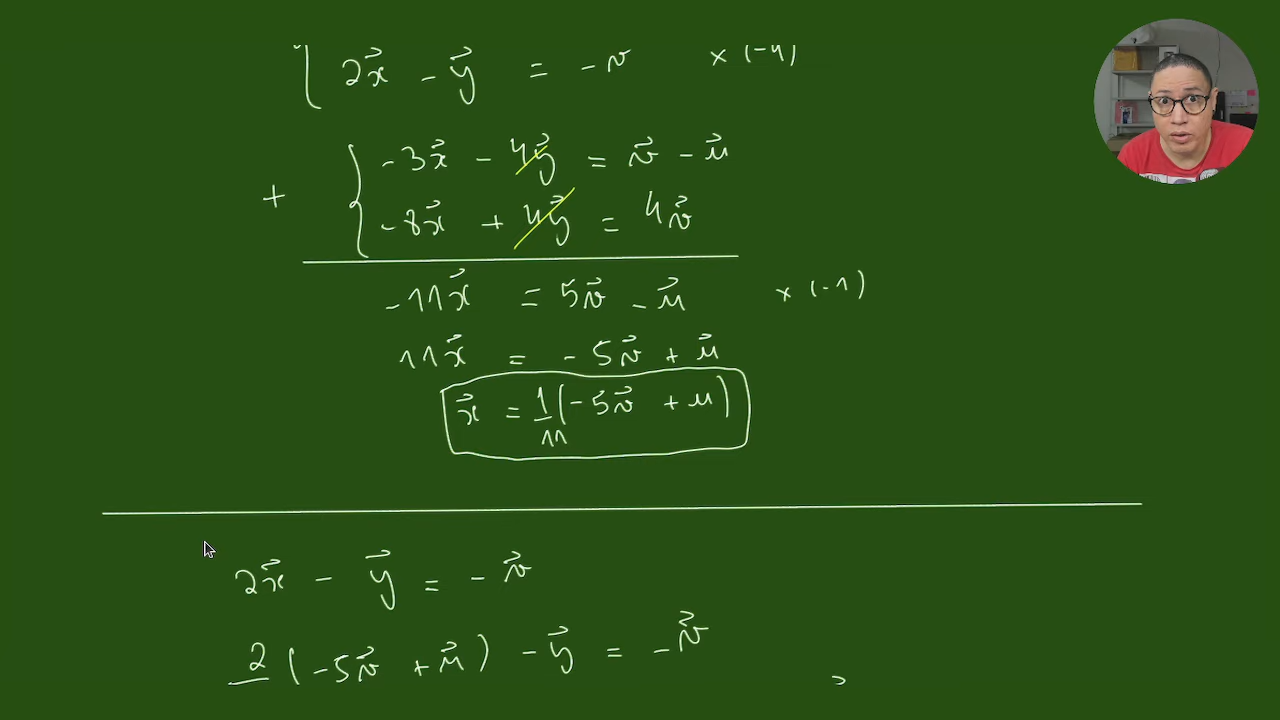 2x⃗ - y⃗ = -v × (-4)
-3x⃗ - 4y⃗ = v⃗ - u⃗
+ -8x⃗ + 4y⃗ = 4v⃗
-11x⃗ = 5v⃗ - u⃗ × (-1)
11x⃗ = -5v⃗ + u⃗
x⃗ = 1/11 (-5v⃗ + u)
2x⃗ - y⃗ = -v⃗
2 (-5v⃗ + u⃗) - y⃗ = -v⃗